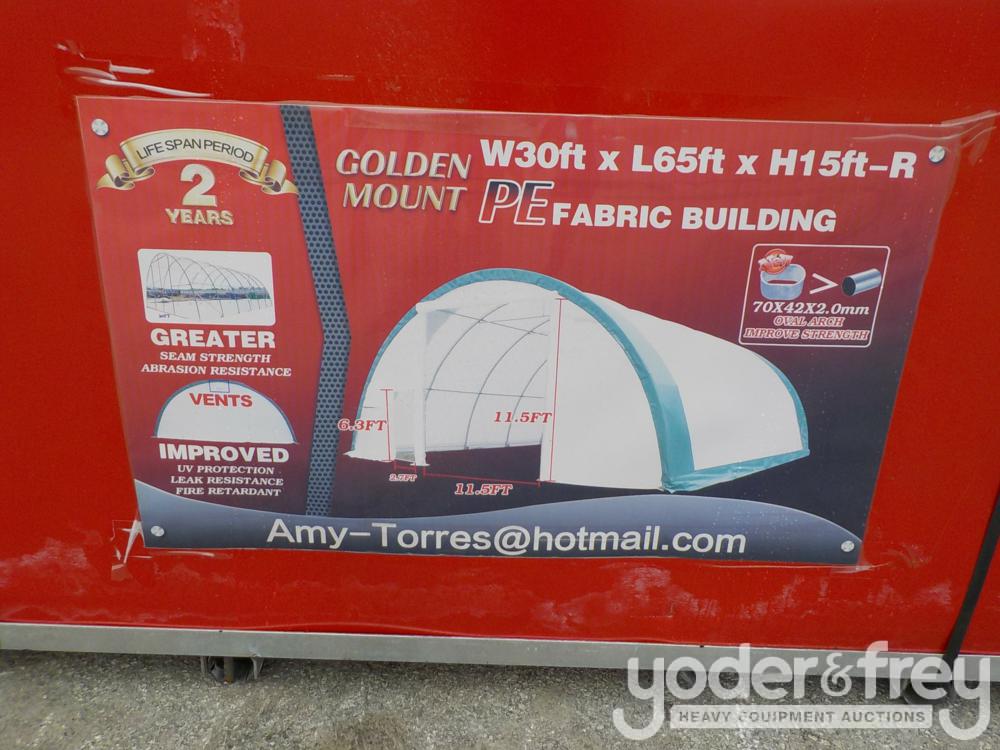 LIFE SPAN PERIOD
2
YEARS
GOLDEN
MOUNT
W30ft x L65ft x H15ft-R
PE FABRIC BUILDING
70X42X2.0mm
OVAL ARCH
IMPROVE STRENGTH
GREATER
SEAM STRENGTH
ABRASION RESISTANCE
VENTS
IMPROVED
UV PROTECTION
LEAK RESISTANCE
FIRE RETARDANT
6.3FT
11.5FT
2.7FT
11.5FT
Amy-Torres@hotmail.com
yoder&frey
HEAVY EQUIPMENT AUCTIONS